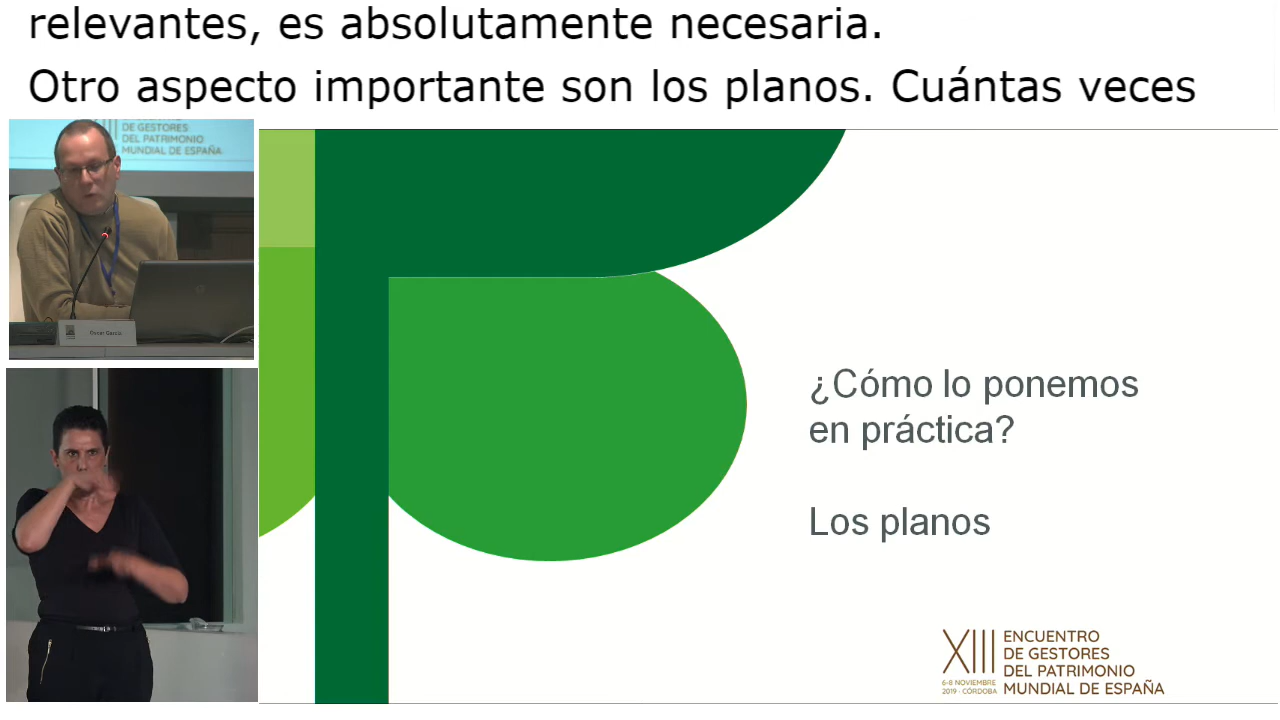 relevantes, es absolutamente necesaria.
Otro aspecto importante son los planos. Cuántas veces
DE GESTORES
DEL PATRIMONIO
MUNDIAL DE ESPAÑA
Óscar García
¿Cómo lo ponemos
en práctica?
Los planos
XIII ENCUENTRO
DE GESTORES
DEL PATRIMONIO
MUNDIAL DE ESPAÑA
6-8 NOVIEMBRE
2019 · CÓRDOBA